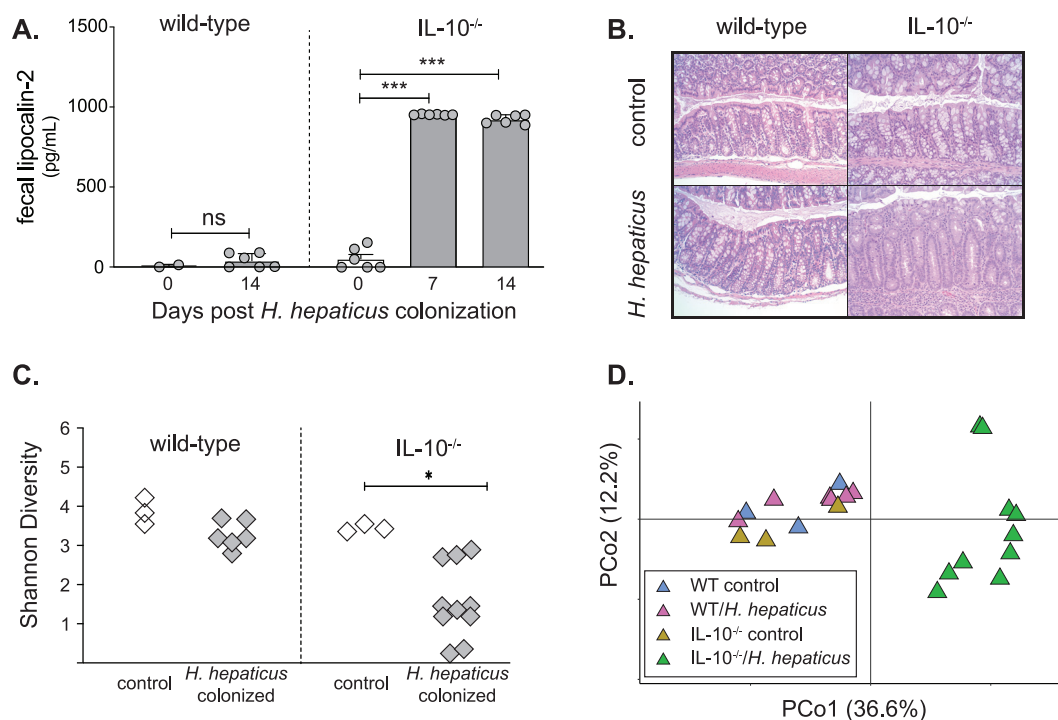 A.
wild-type
IL-10-/-
fecal lipocalin-2
(pg/mL)
1500
1000
500
0
ns
***
***
0
14
0
7
14
Days post H. hepaticus colonization
B.
wild-type
IL-10-/-
control
H. hepaticus
C.
Shannon Diversity
6
5
4
3
2
1
wild-type
IL-10-/-
*
control
H. hepaticus
colonized
control
H. hepaticus
colonized
D.
PCo2 (12.2%)
WT control
WT/H. hepaticus
IL-10-/- control
IL-10-/-/H. hepaticus
PCo1 (36.6%)